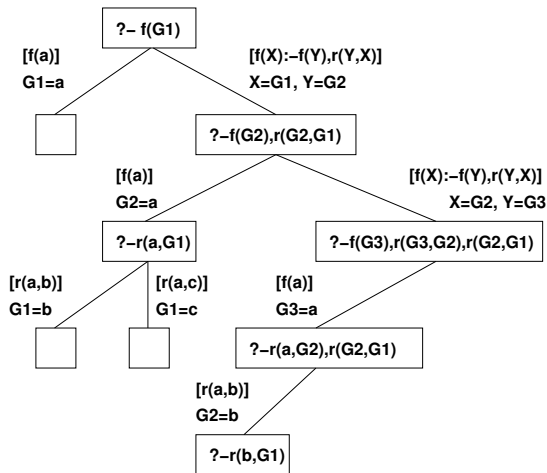 ?– f(G1)
[f(a)]
G1=a
[f(X):–f(Y),r(Y,X)]
X=G1, Y=G2
?–f(G2),r(G2,G1)
[f(a)]
G2=a
[f(X):–f(Y),r(Y,X)]
X=G2, Y=G3
?–r(a,G1)
?–f(G3),r(G3,G2),r(G2,G1)
[r(a,b)]
G1=b
[r(a,c)]
G1=c
[f(a)]
G3=a
?–r(a,G2),r(G2,G1)
[r(a,b)]
G2=b
?–r(b,G1)